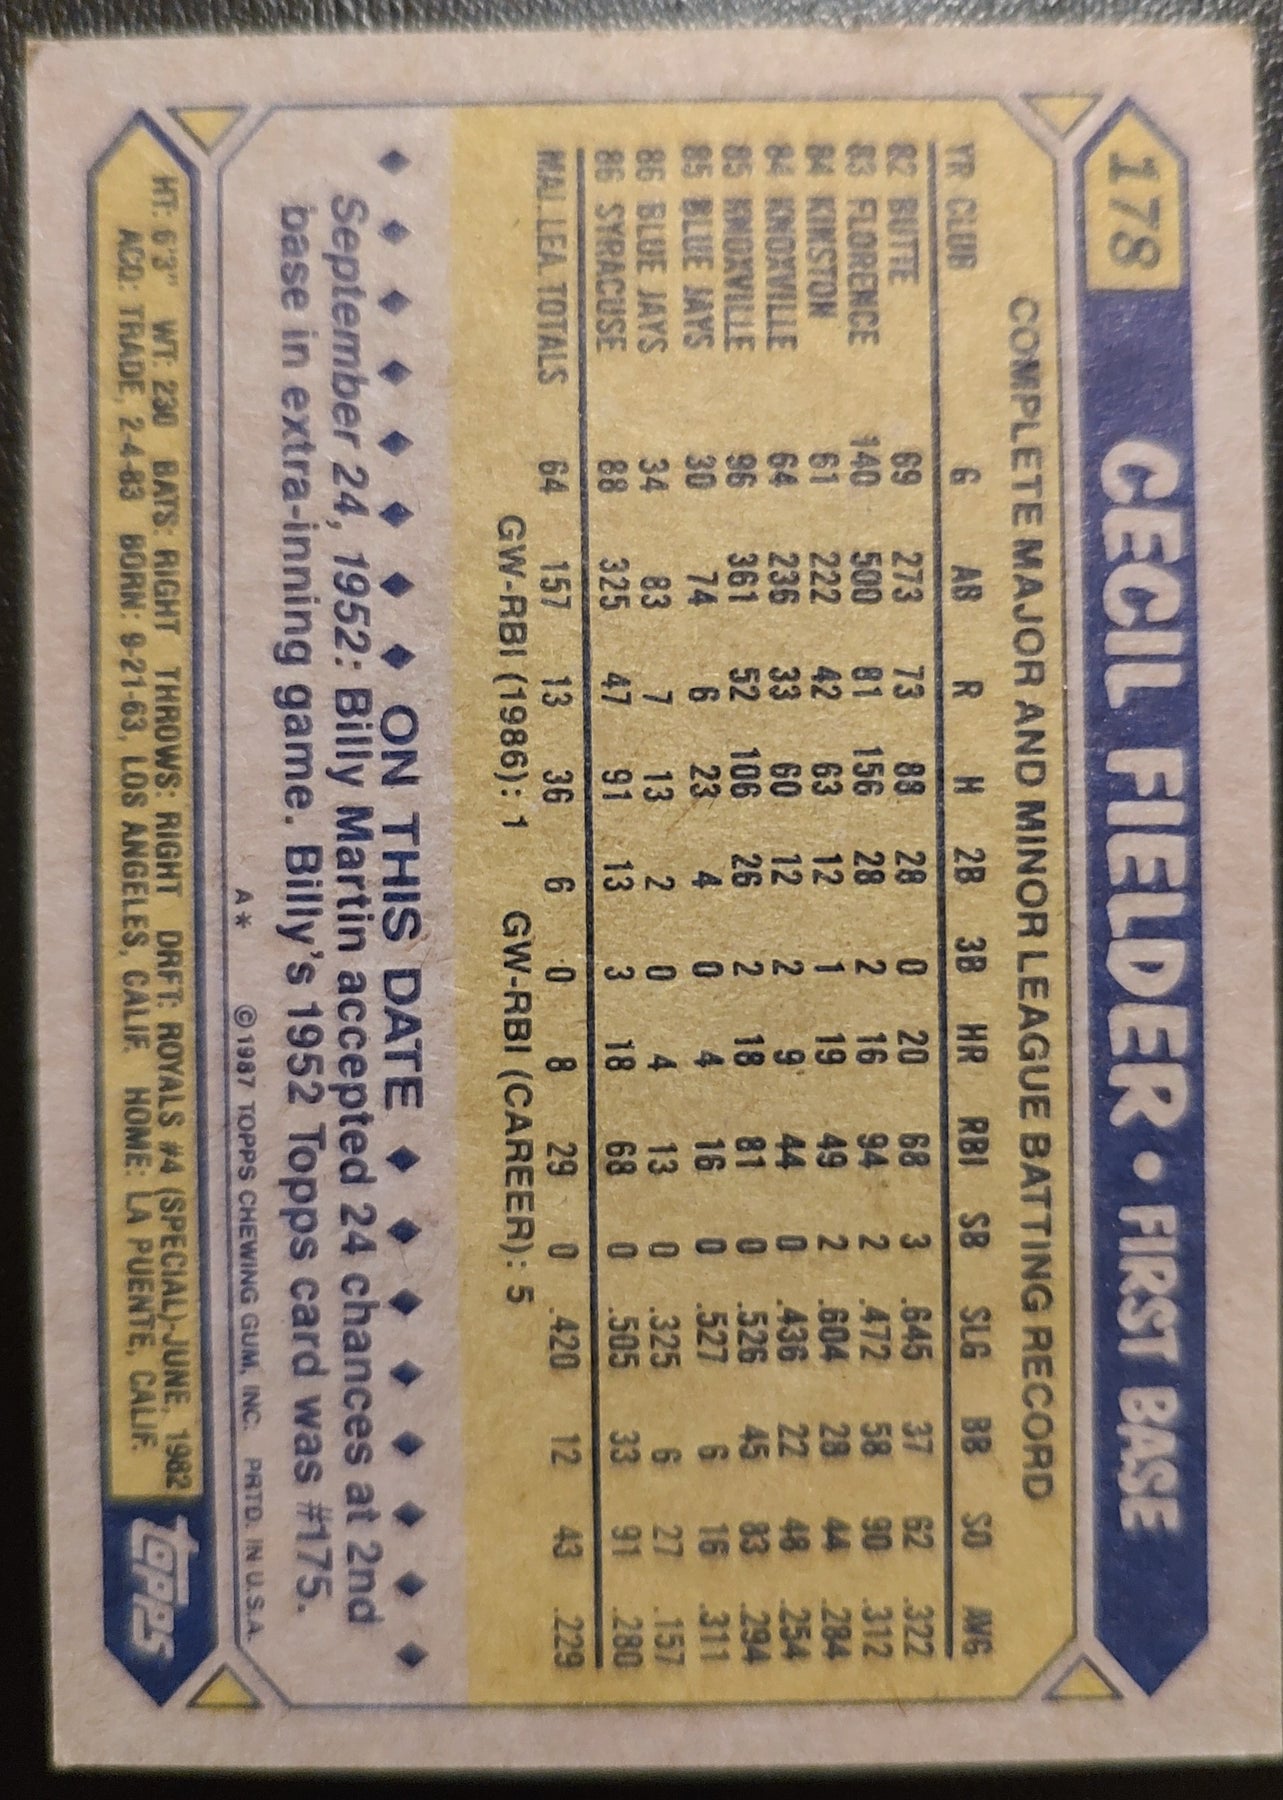 178
CECIL FIELDER • FIRST BASE
COMPLETE MAJOR AND MINOR LEAGUE BATTING RECORD
YR CLUB G AB R H 2B 3B HR RBI SB SLG BB SO AVG
82 BUTTE 69 273 73 88 28 0 20 68 3 .645 37 62 .322
83 FLORENCE 140 500 81 156 28 2 16 94 2 .472 58 90 .312
84 KINSTON 61 222 42 63 12 1 19 49 2 .604 28 44 .284
84 KNOXVILLE 64 236 33 60 12 2 9 44 0 .436 22 48 .254
85 KNOXVILLE 96 361 52 106 26 2 18 81 0 .526 45 83 .294
85 BLUE JAYS 30 74 6 23 4 0 4 16 0 .527 6 16 .311
86 BLUE JAYS 34 83 7 13 2 0 4 13 0 .325 6 27 .157
86 SYRACUSE 88 325 47 91 13 3 18 68 0 .505 33 91 .280
MAJ. LEA. TOTALS 64 157 13 36 6 0 8 29 0 .420 12 43 .229
GW-RBI (1986): 1 GW-RBI (CAREER): 5
ON THIS DATE
September 24, 1952: Billy Martin accepted 24 chances at 2nd
base in extra-inning game. Billy's 1952 Topps card was #175.
A* © 1987 TOPPS CHEWING GUM, INC. PRTD. IN U.S.A.
HT: 6'3" WT: 230 BATS: RIGHT THROWS: RIGHT DRFT: ROYALS #4 (SPECIAL)-JUNE, 1982
ACQ: TRADE, 2-4-83 BORN: 9-21-63, LOS ANGELES, CALIF. HOME: LA PUENTE, CALIF.
topps